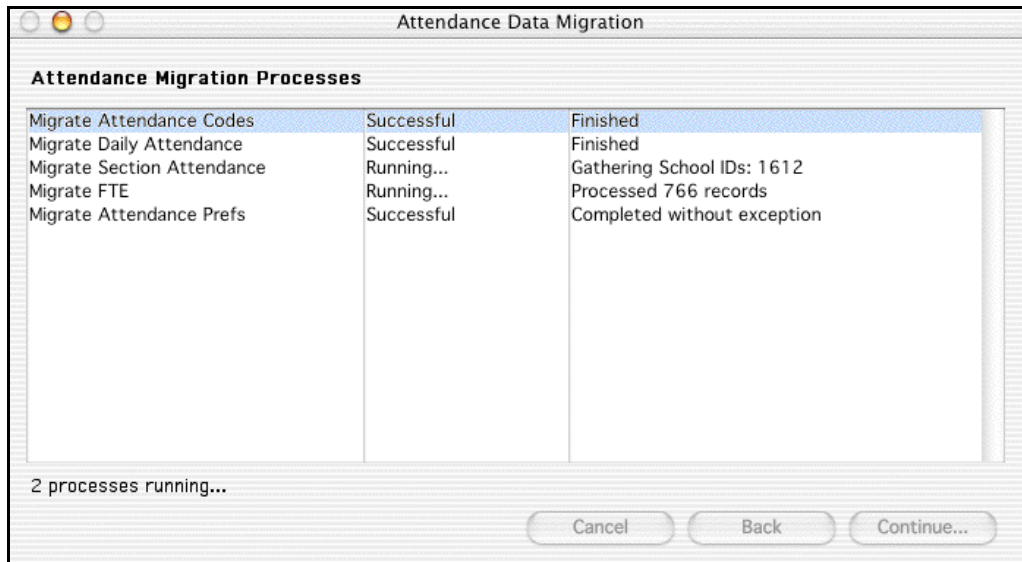 Attendance Data Migration
Attendance Migration Processes
Migrate Attendance Codes Successful Finished
Migrate Daily Attendance Successful Finished
Migrate Section Attendance Running... Gathering School IDs: 1612
Migrate FTE Running... Processed 766 records
Migrate Attendance Prefs Successful Completed without exception
2 processes running...
Cancel Back Continue...